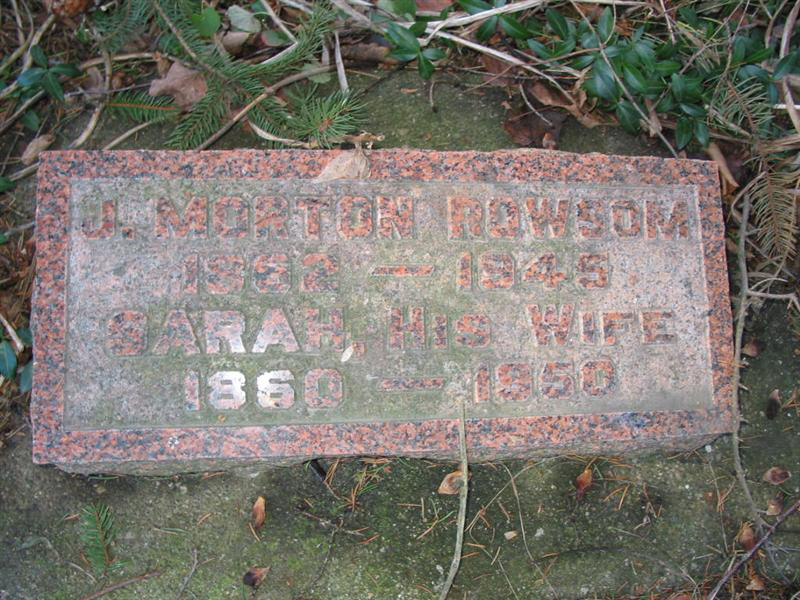 J. MORTON ROWSOM
1862 — 1945
SARAH, HIS WIFE
1860 — 1950